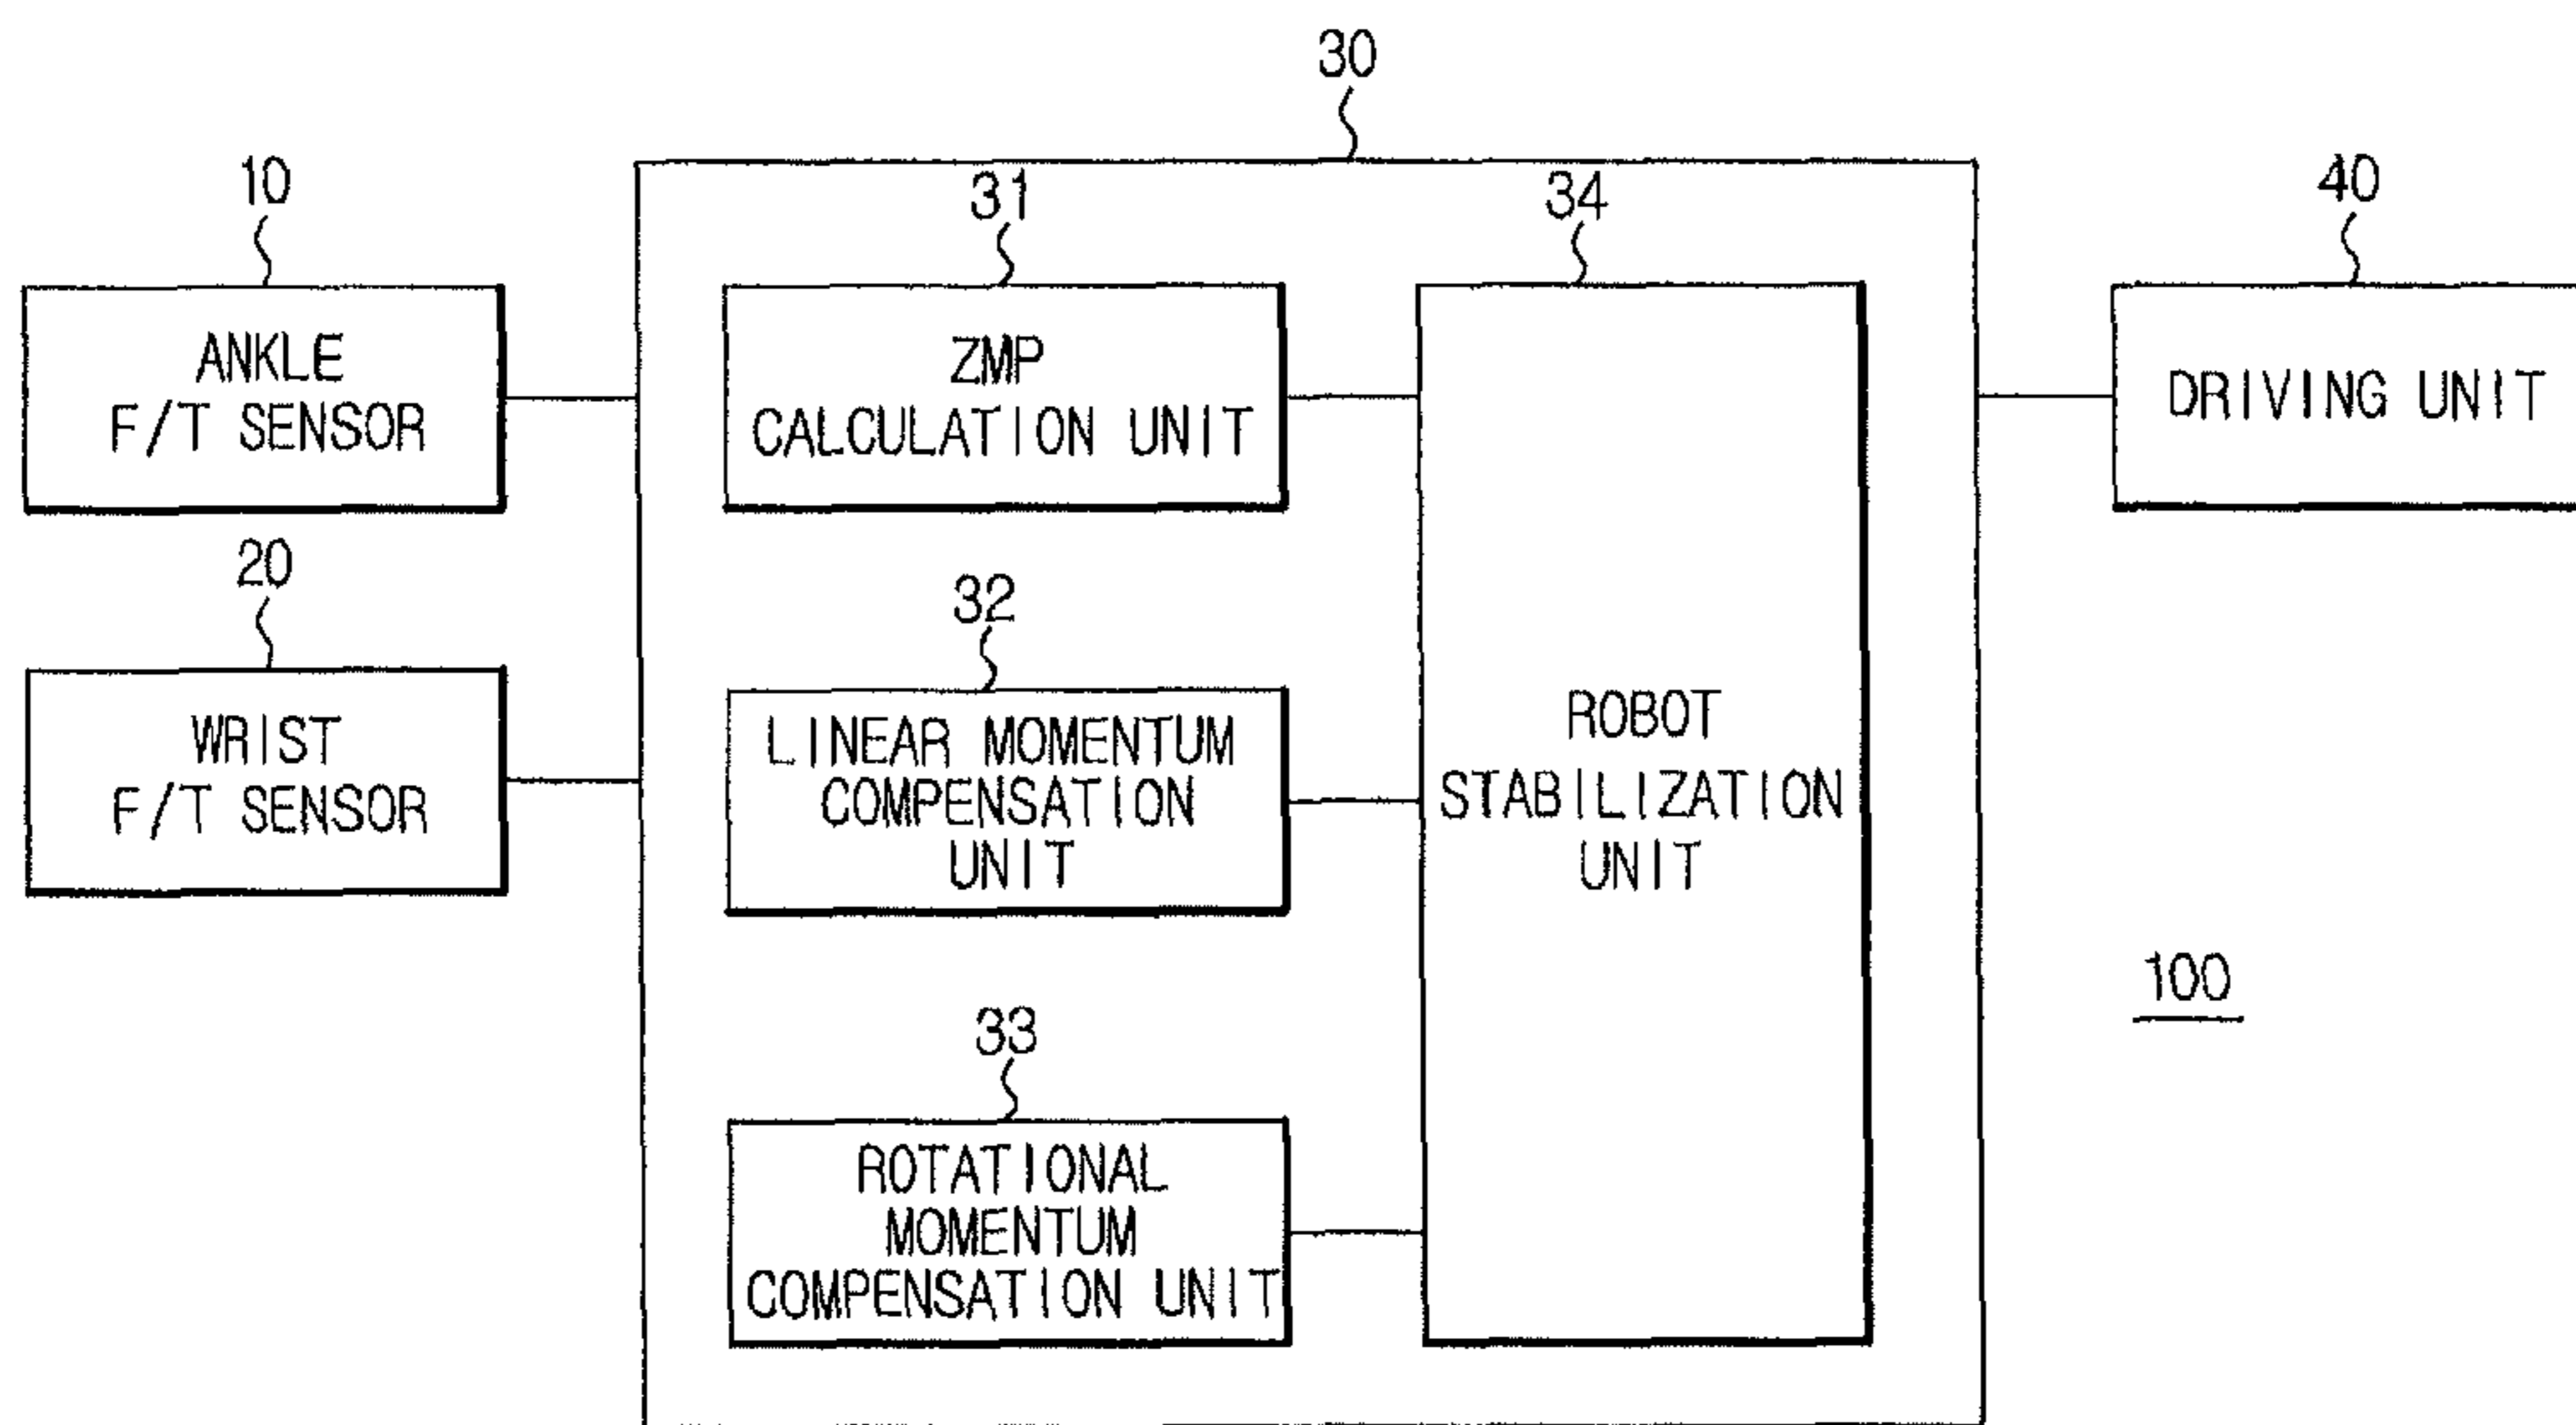 30
10
31
34
40
ANKLE
F/T SENSOR
ZMP
CALCULATION UNIT
DRIVING UNIT
20
32
WRIST
F/T SENSOR
LINEAR MOMENTUM
COMPENSATION
UNIT
ROBOT
STABILIZATION
UNIT
100
33
ROTATIONAL
MOMENTUM
COMPENSATION UNIT